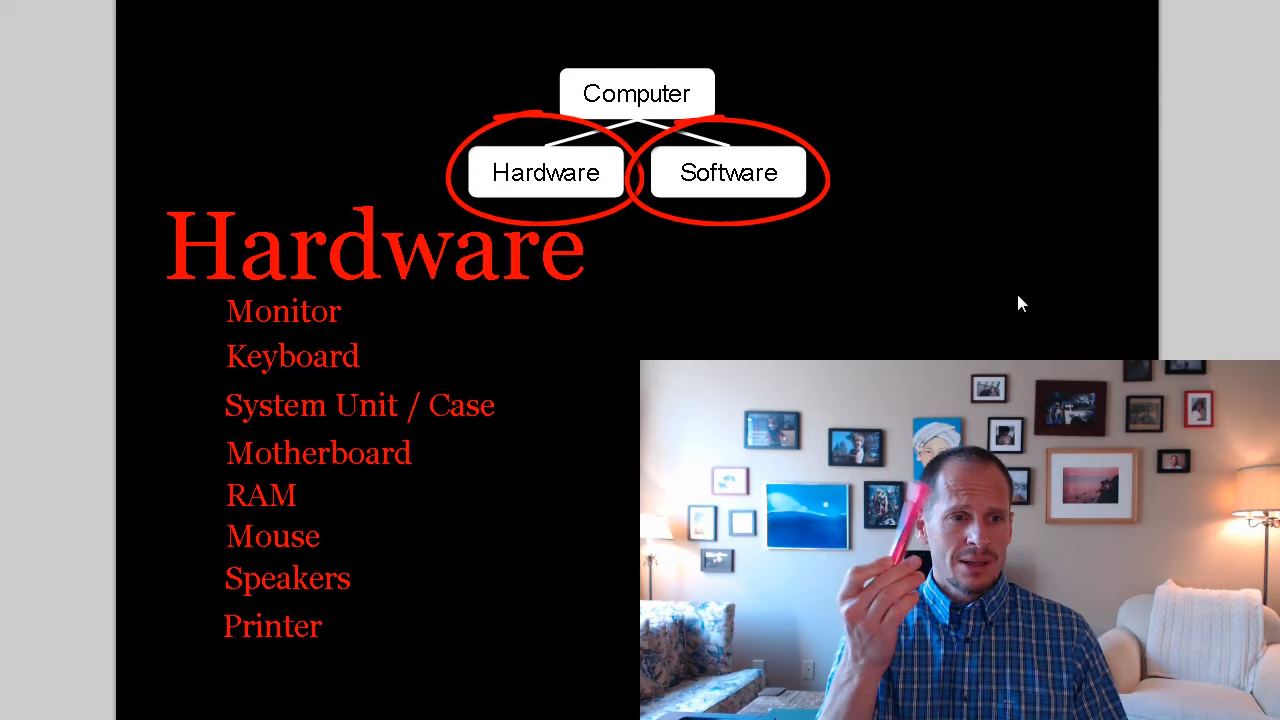 Computer
Hardware
Software
Hardware
Monitor
Keyboard
System Unit / Case
Motherboard
RAM
Mouse
Speakers
Printer